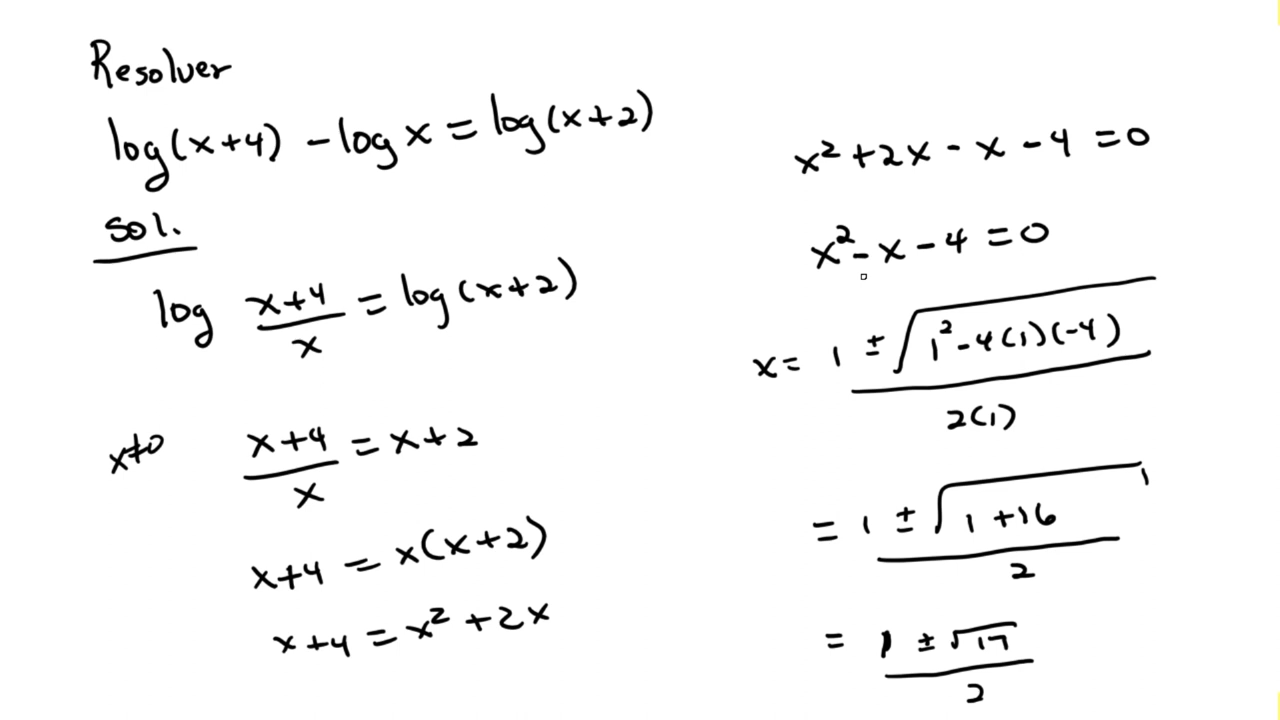 Resolver
log(x+4) - log x = log(x+2)
sol.
log (x+4)/x = log(x+2)
x≠0 (x+4)/x = x+2
x+4 = x(x+2)
x+4 = x² + 2x
x² + 2x - x - 4 = 0
x² - x - 4 = 0
x = (1 ± √(1² - 4(1)(-4)))/2(1)
= (1 ± √(1 + 16))/2
= (1 ± √17)/2